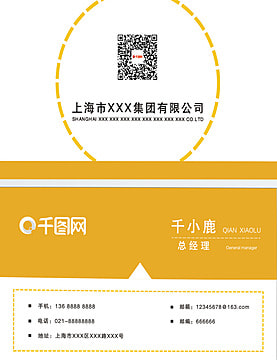 上海市XXX集团有限公司
SHANGHAI XXX XXX XXX XXX XXX XXX XXX CO.,LTD
千图网
千小鹿 QIAN XIAOLU
总经理 General manager
手机：136 8888 8888
邮箱：12345678@163.com
电话：021-88888888
邮编：666666
地址：上海市XXX区XXX路XXX号